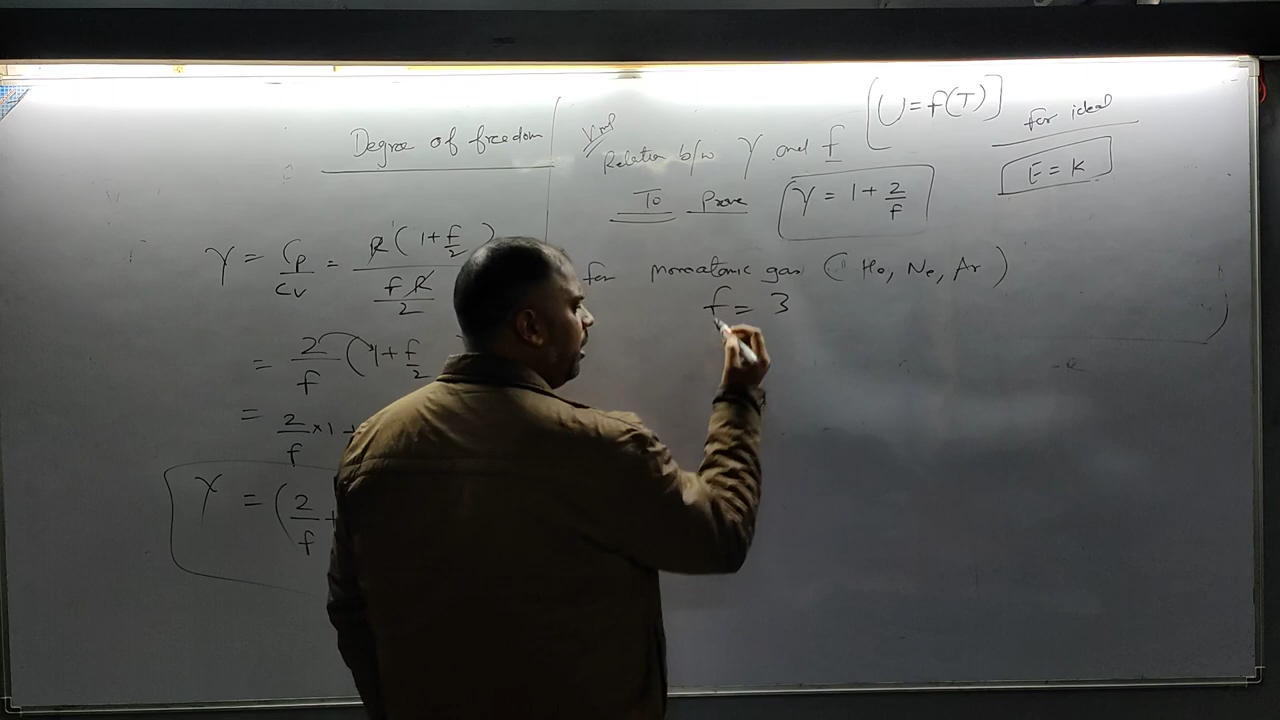 Degree of freedom
γ = Cp/Cv = R(1+f/2) / fR/2
= 2/f (1+f/2
= 2/f ×1 +
γ = (2/f +
Relation b/w γ and f
[U = f(T)]
for ideal
E = K
To Prove
γ = 1 + 2/f
for monoatomic gas (He, Ne, Ar)
f = 3